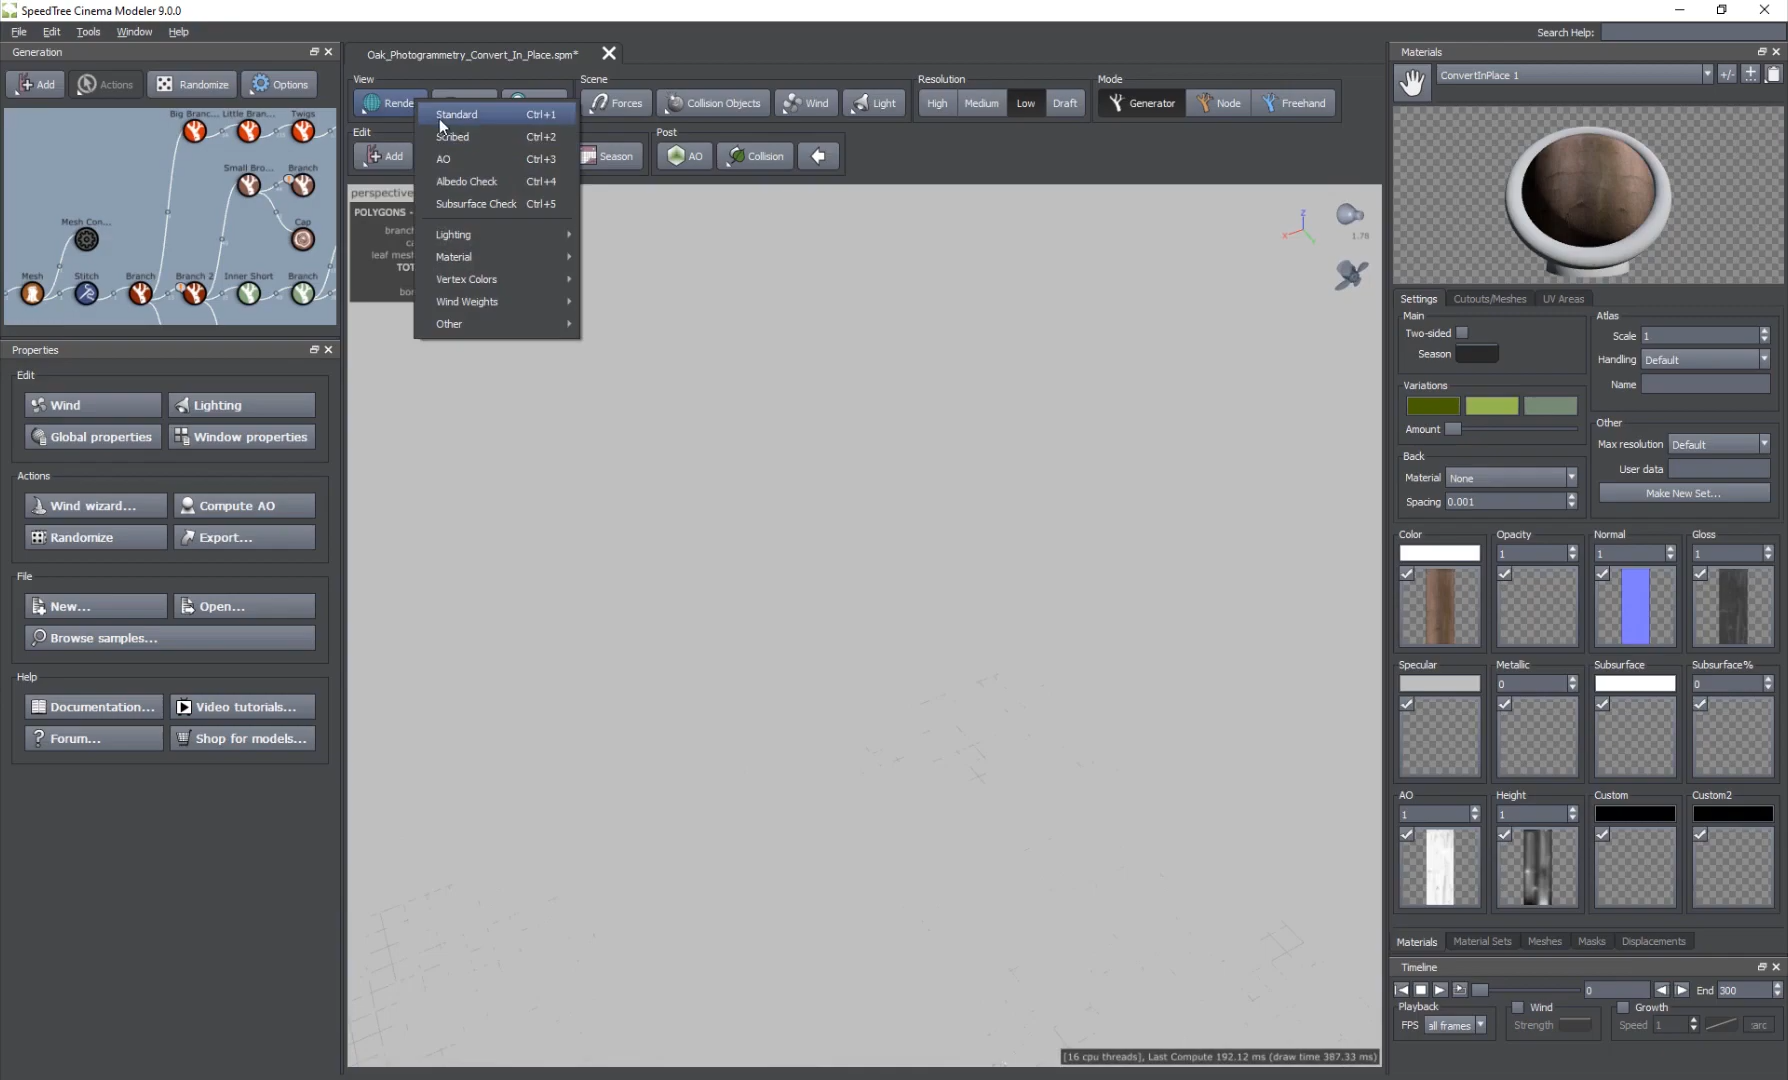 SpeedTree Cinema Modeler 9.0.0
File Edit Tools Window Help
Search Help:
Generation
Add Actions Randomize Options
Big Branc... Little Bran... Twigs
Small Bro... Branch
Mesh Con... Cap
Mesh Stitch Branch Branch 2 Inner Short Branch
Properties
Edit
Wind Lighting
Global properties Window properties
Actions
Wind wizard... Compute AO
Randomize Export...
File
New... Open...
Browse samples...
Help
Documentation... Video tutorials...
Forum... Shop for models...
Oak_Photogrammetry_Convert_In_Place.spm*
View Scene Resolution Mode
Rende Forces Collision Objects Wind Light High Medium Low Draft Generator Node Freehand
Edit Post
Add Season AO Collision
Standard Ctrl+1
Scribed Ctrl+2
AO Ctrl+3
Albedo Check Ctrl+4
Subsurface Check Ctrl+5
Lighting
Material
Vertex Colors
Wind Weights
Other
perspective
POLYGONS -
branch
ca
leaf mesh
TOT
bo
Z
X
Y
1.78
[16 cpu threads], Last Compute 192.12 ms (draw time 387.33 ms)
Materials
ConvertInPlace 1 +/-
Settings Cutouts/Meshes UV Areas
Main Atlas
Two-sided Scale 1
Season Handling Default
Name
Variations
Amount Other
Max resolution Default
Back
User data
Material None
Spacing 0.001 Make New Set...
Color Opacity Normal Gloss
1 1 1
Specular Metallic Subsurface Subsurface%
0 0
AO Height Custom Custom2
1 1
Materials Material Sets Meshes Masks Displacements
Timeline
0 End 300
Playback Wind Growth
FPS all frames Strength Speed 1